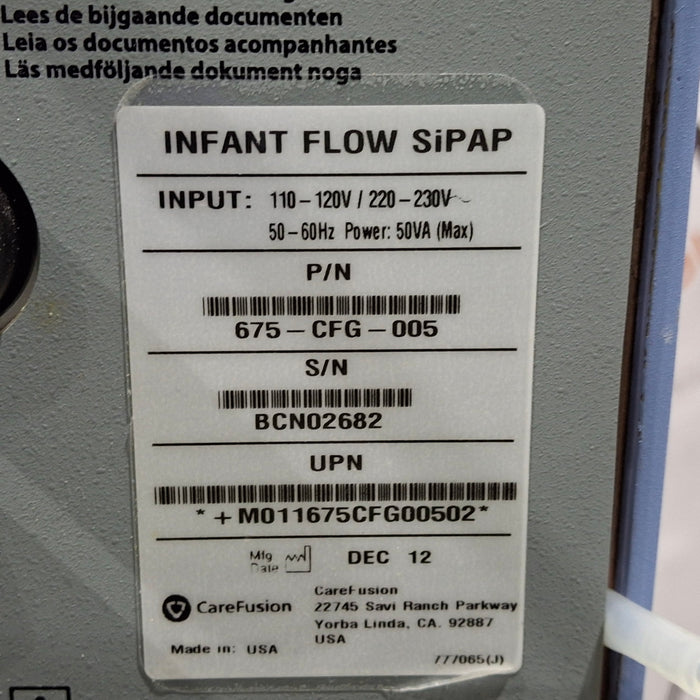 Lees de bijgaande documenten
Leia os documentos acompanhantes
Läs medföljande dokument noga
INFANT FLOW SiPAP
INPUT: 110-120V / 220-230V~
50-60Hz Power: 50VA (Max)
P/N
675-CFG-005
S/N
BCN02682
UPN
*+M011675CFG00502*
Mfg Date DEC 12
CareFusion
CareFusion
22745 Savi Ranch Parkway
Yorba Linda, CA. 92887
USA
Made in: USA
777065(J)